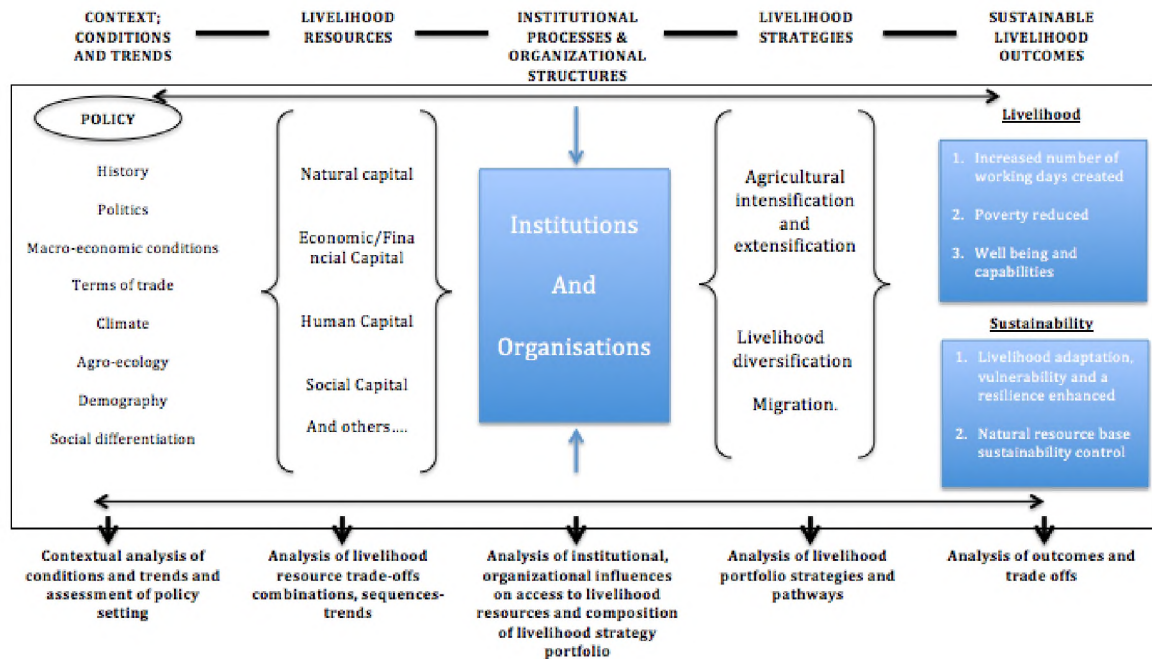 CONTEXT;
CONDITIONS
AND TRENDS
LIVELIHOOD
RESOURCES
INSTITUTIONAL
PROCESSES &
ORGANIZATIONAL
STRUCTURES
LIVELIHOOD
STRATEGIES
SUSTAINABLE
LIVELIHOOD
OUTCOMES
POLICY
History
Politics
Macro-economic conditions
Terms of trade
Climate
Agro-ecology
Demography
Social differentiation
Natural capital
Economic/Fina
ncial Capital
Human Capital
Social Capital
And others....
Institutions
And
Organisations
Agricultural
intensification
and
extensification
Livelihood
diversification
Migration.
Livelihood
1. Increased number of
working days created
2. Poverty reduced
3. Well being and
capabilities
Sustainability
1. Livelihood adaptation,
vulnerability and a
resilience enhanced
2. Natural resource base
sustainability control
Contextual analysis of
conditions and trends and
assessment of policy
setting
Analysis of livelihood
resource trade-offs
combinations, sequences-
trends
Analysis of institutional,
organizational influences
on access to livelihood
resources and composition
of livelihood strategy
portfolio
Analysis of livelihood
portfolio strategies and
pathways
Analysis of outcomes and
trade offs